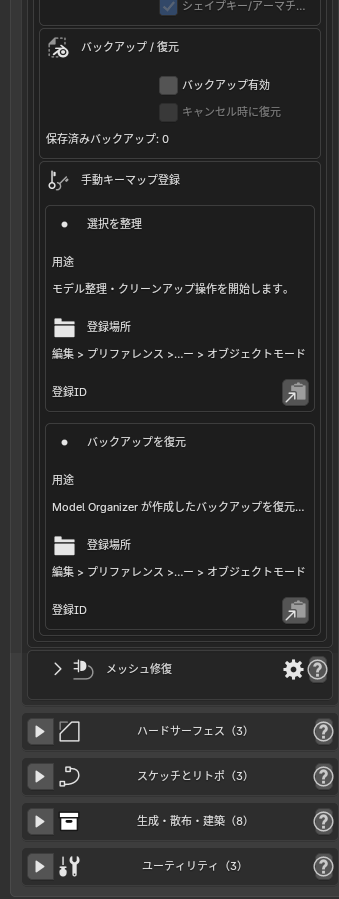 シェイプキー/アーマチ...
バックアップ / 復元
バックアップ有効
キャンセル時に復元
保存済みバックアップ: 0
手動キーマップ登録
選択を整理
用途
モデル整理・クリーンアップ操作を開始します。
登録場所
編集 > プリファレンス >...ー > オブジェクトモード
登録ID
バックアップを復元
用途
Model Organizer が作成したバックアップを復元...
登録場所
編集 > プリファレンス >...ー > オブジェクトモード
登録ID
メッシュ修復
ハードサーフェス（3）
スケッチとリトポ（3）
生成・散布・建築（8）
ユーティリティ（3）